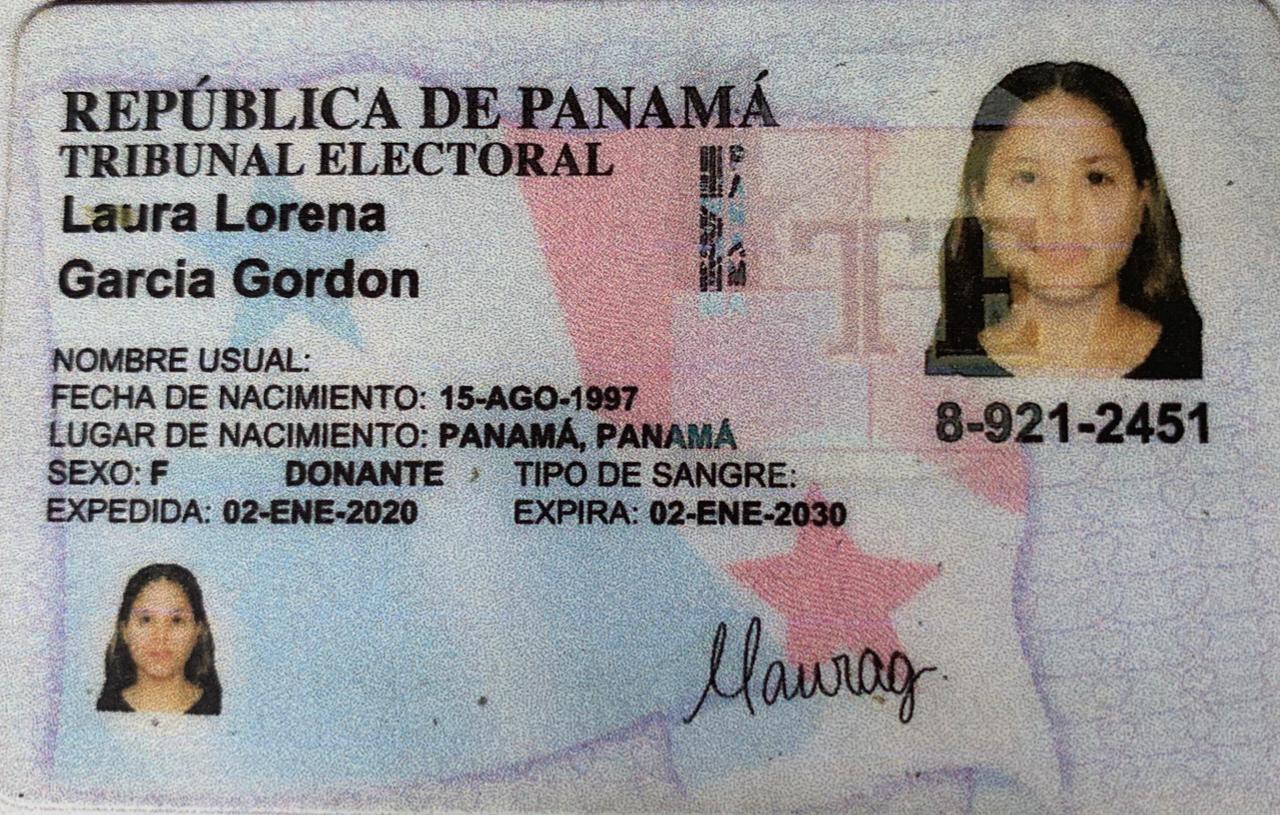 REPÚBLICA DE PANAMÁ
TRIBUNAL ELECTORAL
Laura Lorena
Garcia Gordon
NOMBRE USUAL:
FECHA DE NACIMIENTO: 15-AGO-1997
LUGAR DE NACIMIENTO: PANAMÁ, PANAMÁ
SEXO: F DONANTE TIPO DE SANGRE:
EXPEDIDA: 02-ENE-2020 EXPIRA: 02-ENE-2030
8-921-2451
TE